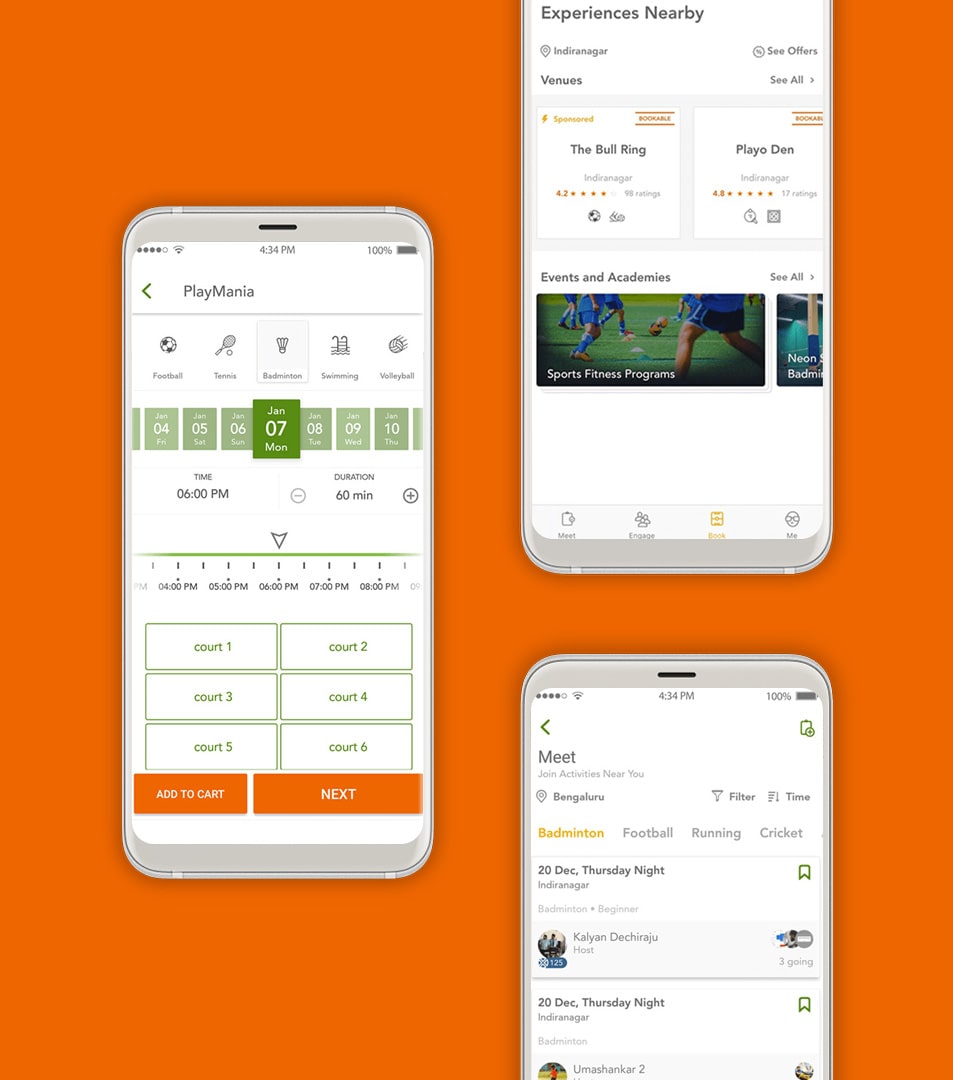 4:34 PM 100%
PlayMania
Football Tennis Badminton Swimming Volleyball
Jan Jan Jan Jan Jan Jan Jan
04 05 06 07 08 09 10
Fri Sat Sun Mon Tue Wed Thu
TIME DURATION
06:00 PM 60 min
PM 04:00 PM 05:00 PM 06:00 PM 07:00 PM 08:00 PM 09:
court 1 court 2
court 3 court 4
court 5 court 6
ADD TO CART NEXT
Experiences Nearby
Indiranagar See Offers
Venues See All >
Sponsored BOOKABLE BOOKABL
The Bull Ring Playo Den
Indiranagar Indiranagar
4.2 ★ ★ ★ ★ ☆ 98 ratings 4.8 ★ ★ ★ ★ ★ 17 ratings
Events and Academies See All >
Sports Fitness Programs
Neon S
Badmi
Meet Engage Book Me
4:34 PM 100%
Meet
Join Activities Near You
Bengaluru Filter Time
Badminton Football Running Cricket
20 Dec, Thursday Night
Indiranagar
Badminton • Beginner
Kalyan Dechiraju
Host
125 3 going
20 Dec, Thursday Night
Indiranagar
Badminton
Umashankar 2